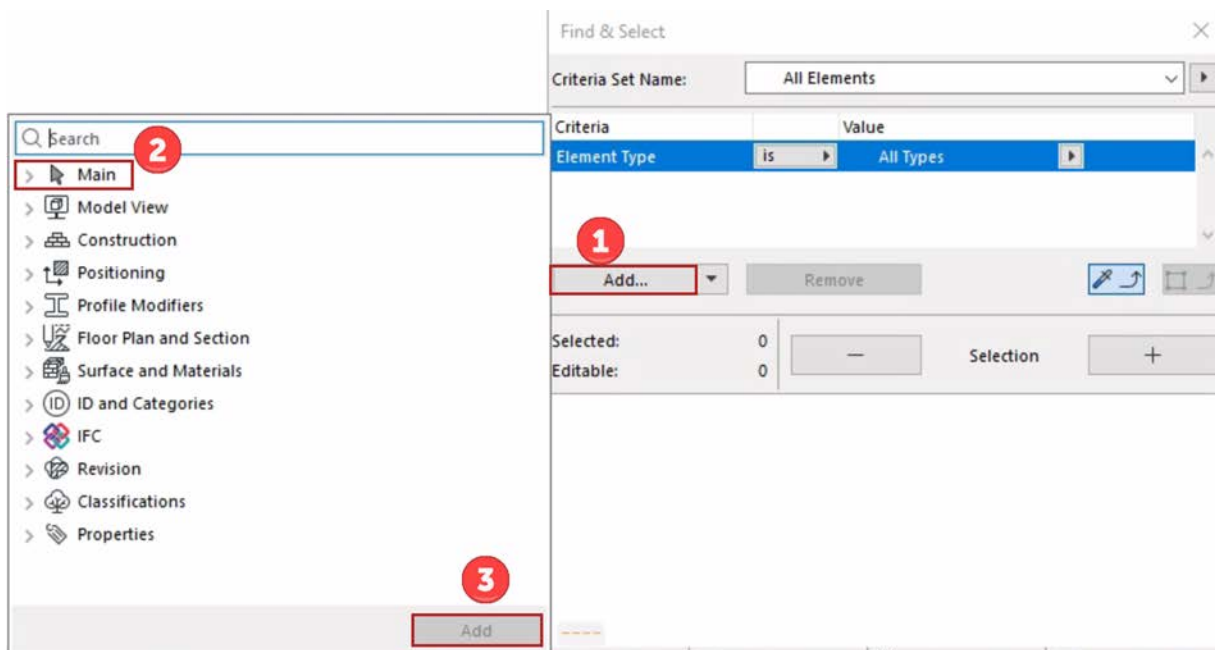 Find & Select
Criteria Set Name: All Elements
Criteria Value
Element Type is All Types
1
Add... Remove
Selected: 0
Editable: 0
— Selection +
Search
2
Main
Model View
Construction
Positioning
Profile Modifiers
Floor Plan and Section
Surface and Materials
ID ID and Categories
IFC
Revision
Classifications
Properties
3
Add
----